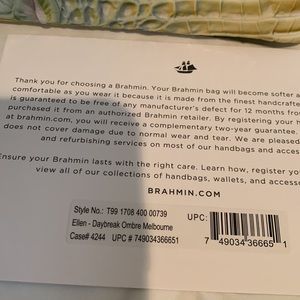 Thank you for choosing a Brahmin. Your Brahmin bag will become softer a
comfortable as you wear it because it is made from the finest handcrafte
is guaranteed to be free of any manufacturer's defect for 12 months from
purchased it from an authorized Brahmin retailer. By registering your h
at brahmin.com, you will receive a complementary two-year guarantee.
does not cover damage due to normal wear and tear. We are pleased
and refurbishing services on most of our handbags and access
Ensure your Brahmin lasts with the right care. Learn how, register you
view all of our collections of handbags, wallets, and accesse
BRAHMIN.COM
Style No.: T99 1708 400 00739
UPC:
Ellen - Daybreak Ombre Melbourne
Case# 4244 UPC # 749034366651
7 49034 36665 1